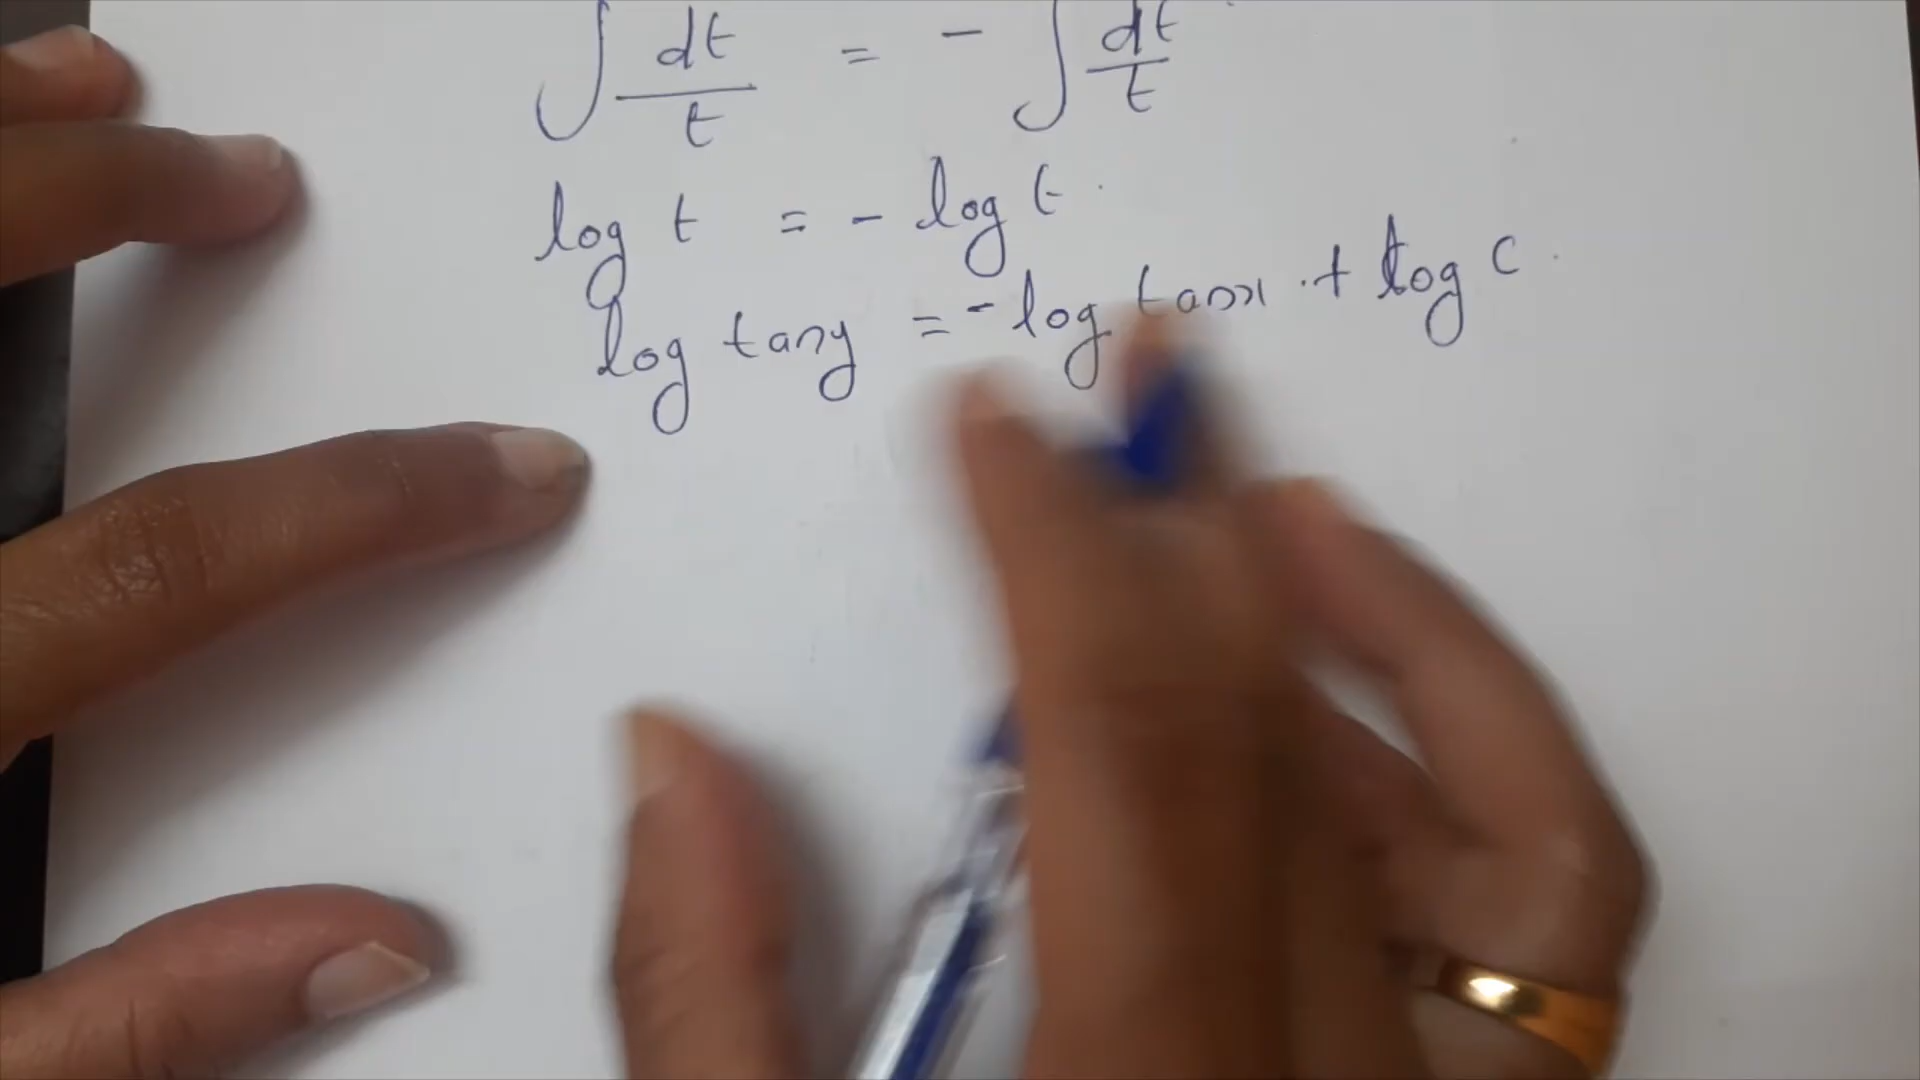 ∫ dt/t = - ∫ dt/t
log t = - log t
log tany = - log tanx + log c